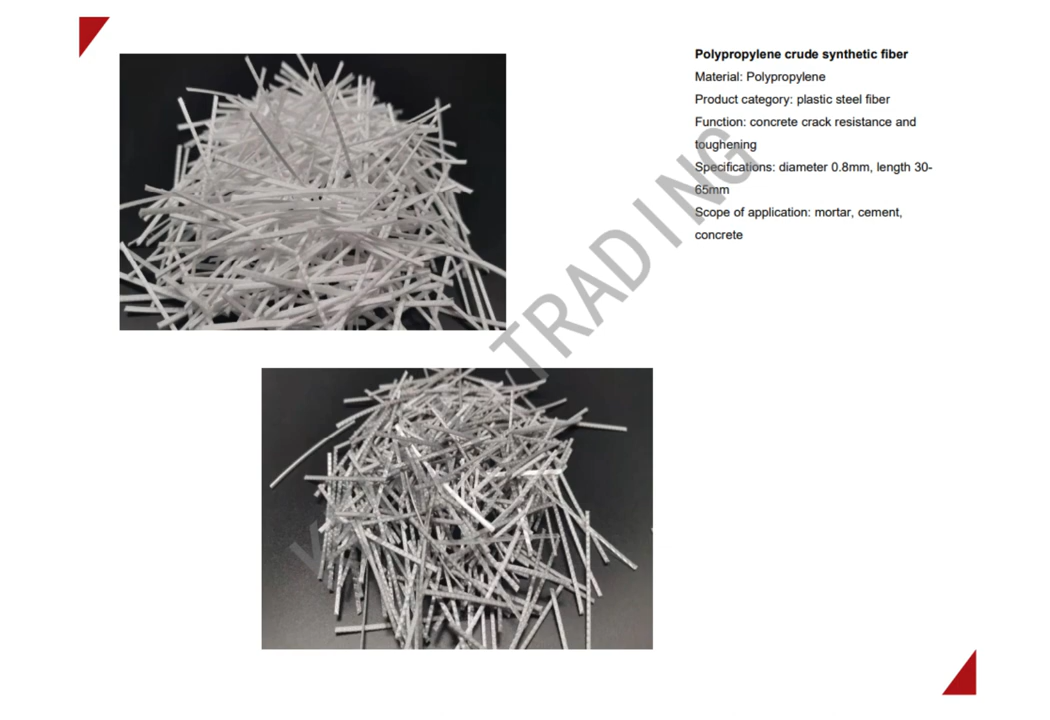 Polypropylene crude synthetic fiber
Material: Polypropylene
Product category: plastic steel fiber
Function: concrete crack resistance and
toughening
Specifications: diameter 0.8mm, length 30-
65mm
Scope of application: mortar, cement,
concrete
TRADING